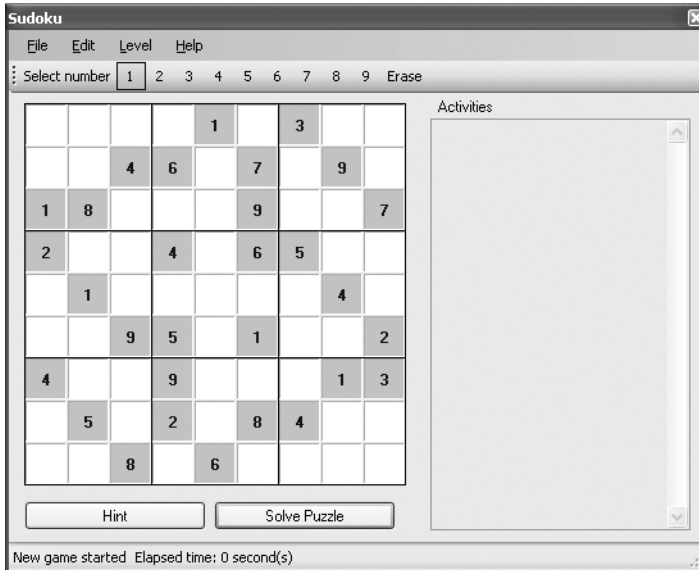 Sudoku
File Edit Level Help
Select number 1 2 3 4 5 6 7 8 9 Erase
Activities
1 3
4 6 7 9
1 8 9 7
2 4 6 5
1 4
9 5 1 2
4 9 1 3
5 2 8 4
8 6
Hint Solve Puzzle
New game started Elapsed time: 0 second(s)